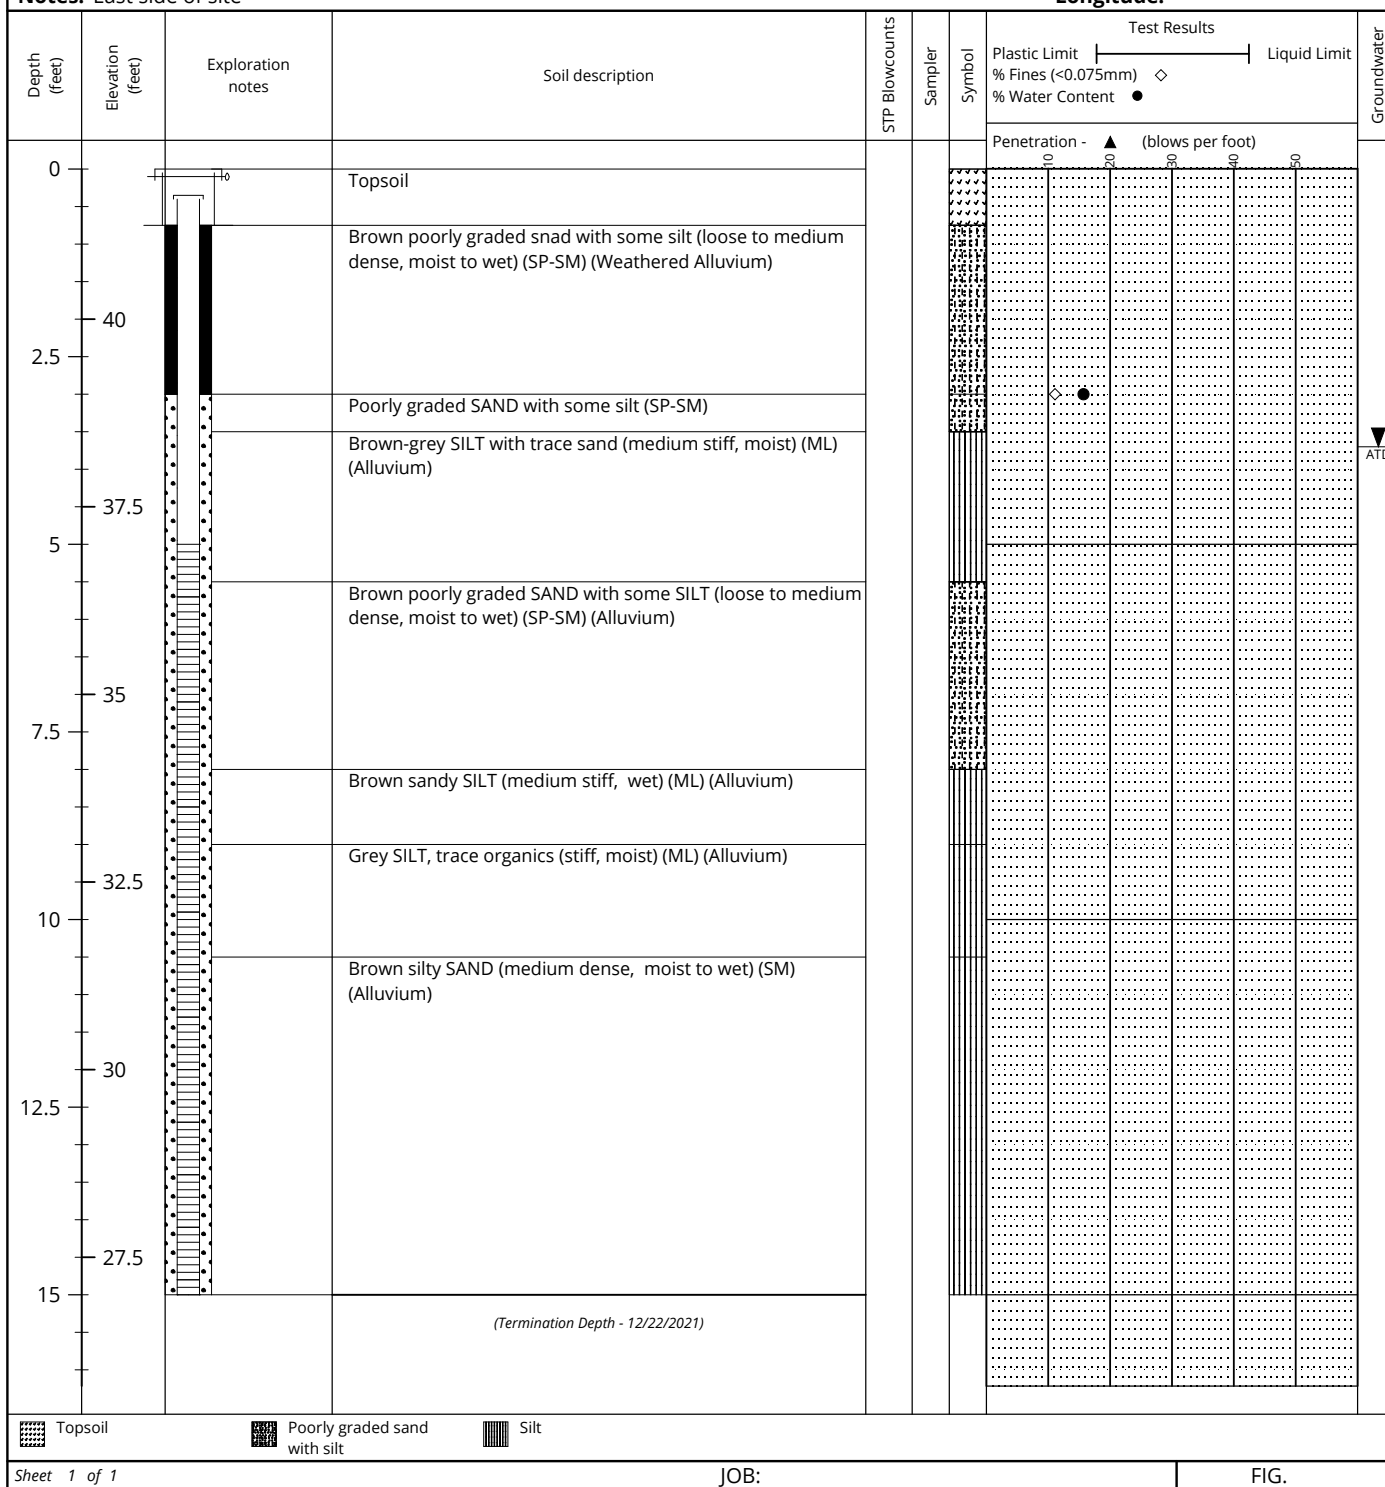 Notes: East side of site
Longitude:
Depth
(feet)
Elevation
(feet)
Exploration
notes
Soil description
STP Blowcounts
Sampler
Symbol
Test Results
Plastic Limit
Liquid Limit
% Fines (<0.075mm)
% Water Content
Penetration -
(blows per foot)
Groundwater
10
20
30
40
50
0
Topsoil
Brown poorly graded snad with some silt (loose to medium
dense, moist to wet) (SP-SM) (Weathered Alluvium)
40
2.5
Poorly graded SAND with some silt (SP-SM)
Brown-grey SILT with trace sand (medium stiff, moist) (ML)
(Alluvium)
ATD
37.5
5
Brown poorly graded SAND with some SILT (loose to medium
dense, moist to wet) (SP-SM) (Alluvium)
35
7.5
Brown sandy SILT (medium stiff, wet) (ML) (Alluvium)
Grey SILT, trace organics (stiff, moist) (ML) (Alluvium)
32.5
10
Brown silty SAND (medium dense, moist to wet) (SM)
(Alluvium)
30
12.5
27.5
15
(Termination Depth - 12/22/2021)
Topsoil
Poorly graded sand
with silt
Silt
Sheet 1 of 1
JOB:
FIG.